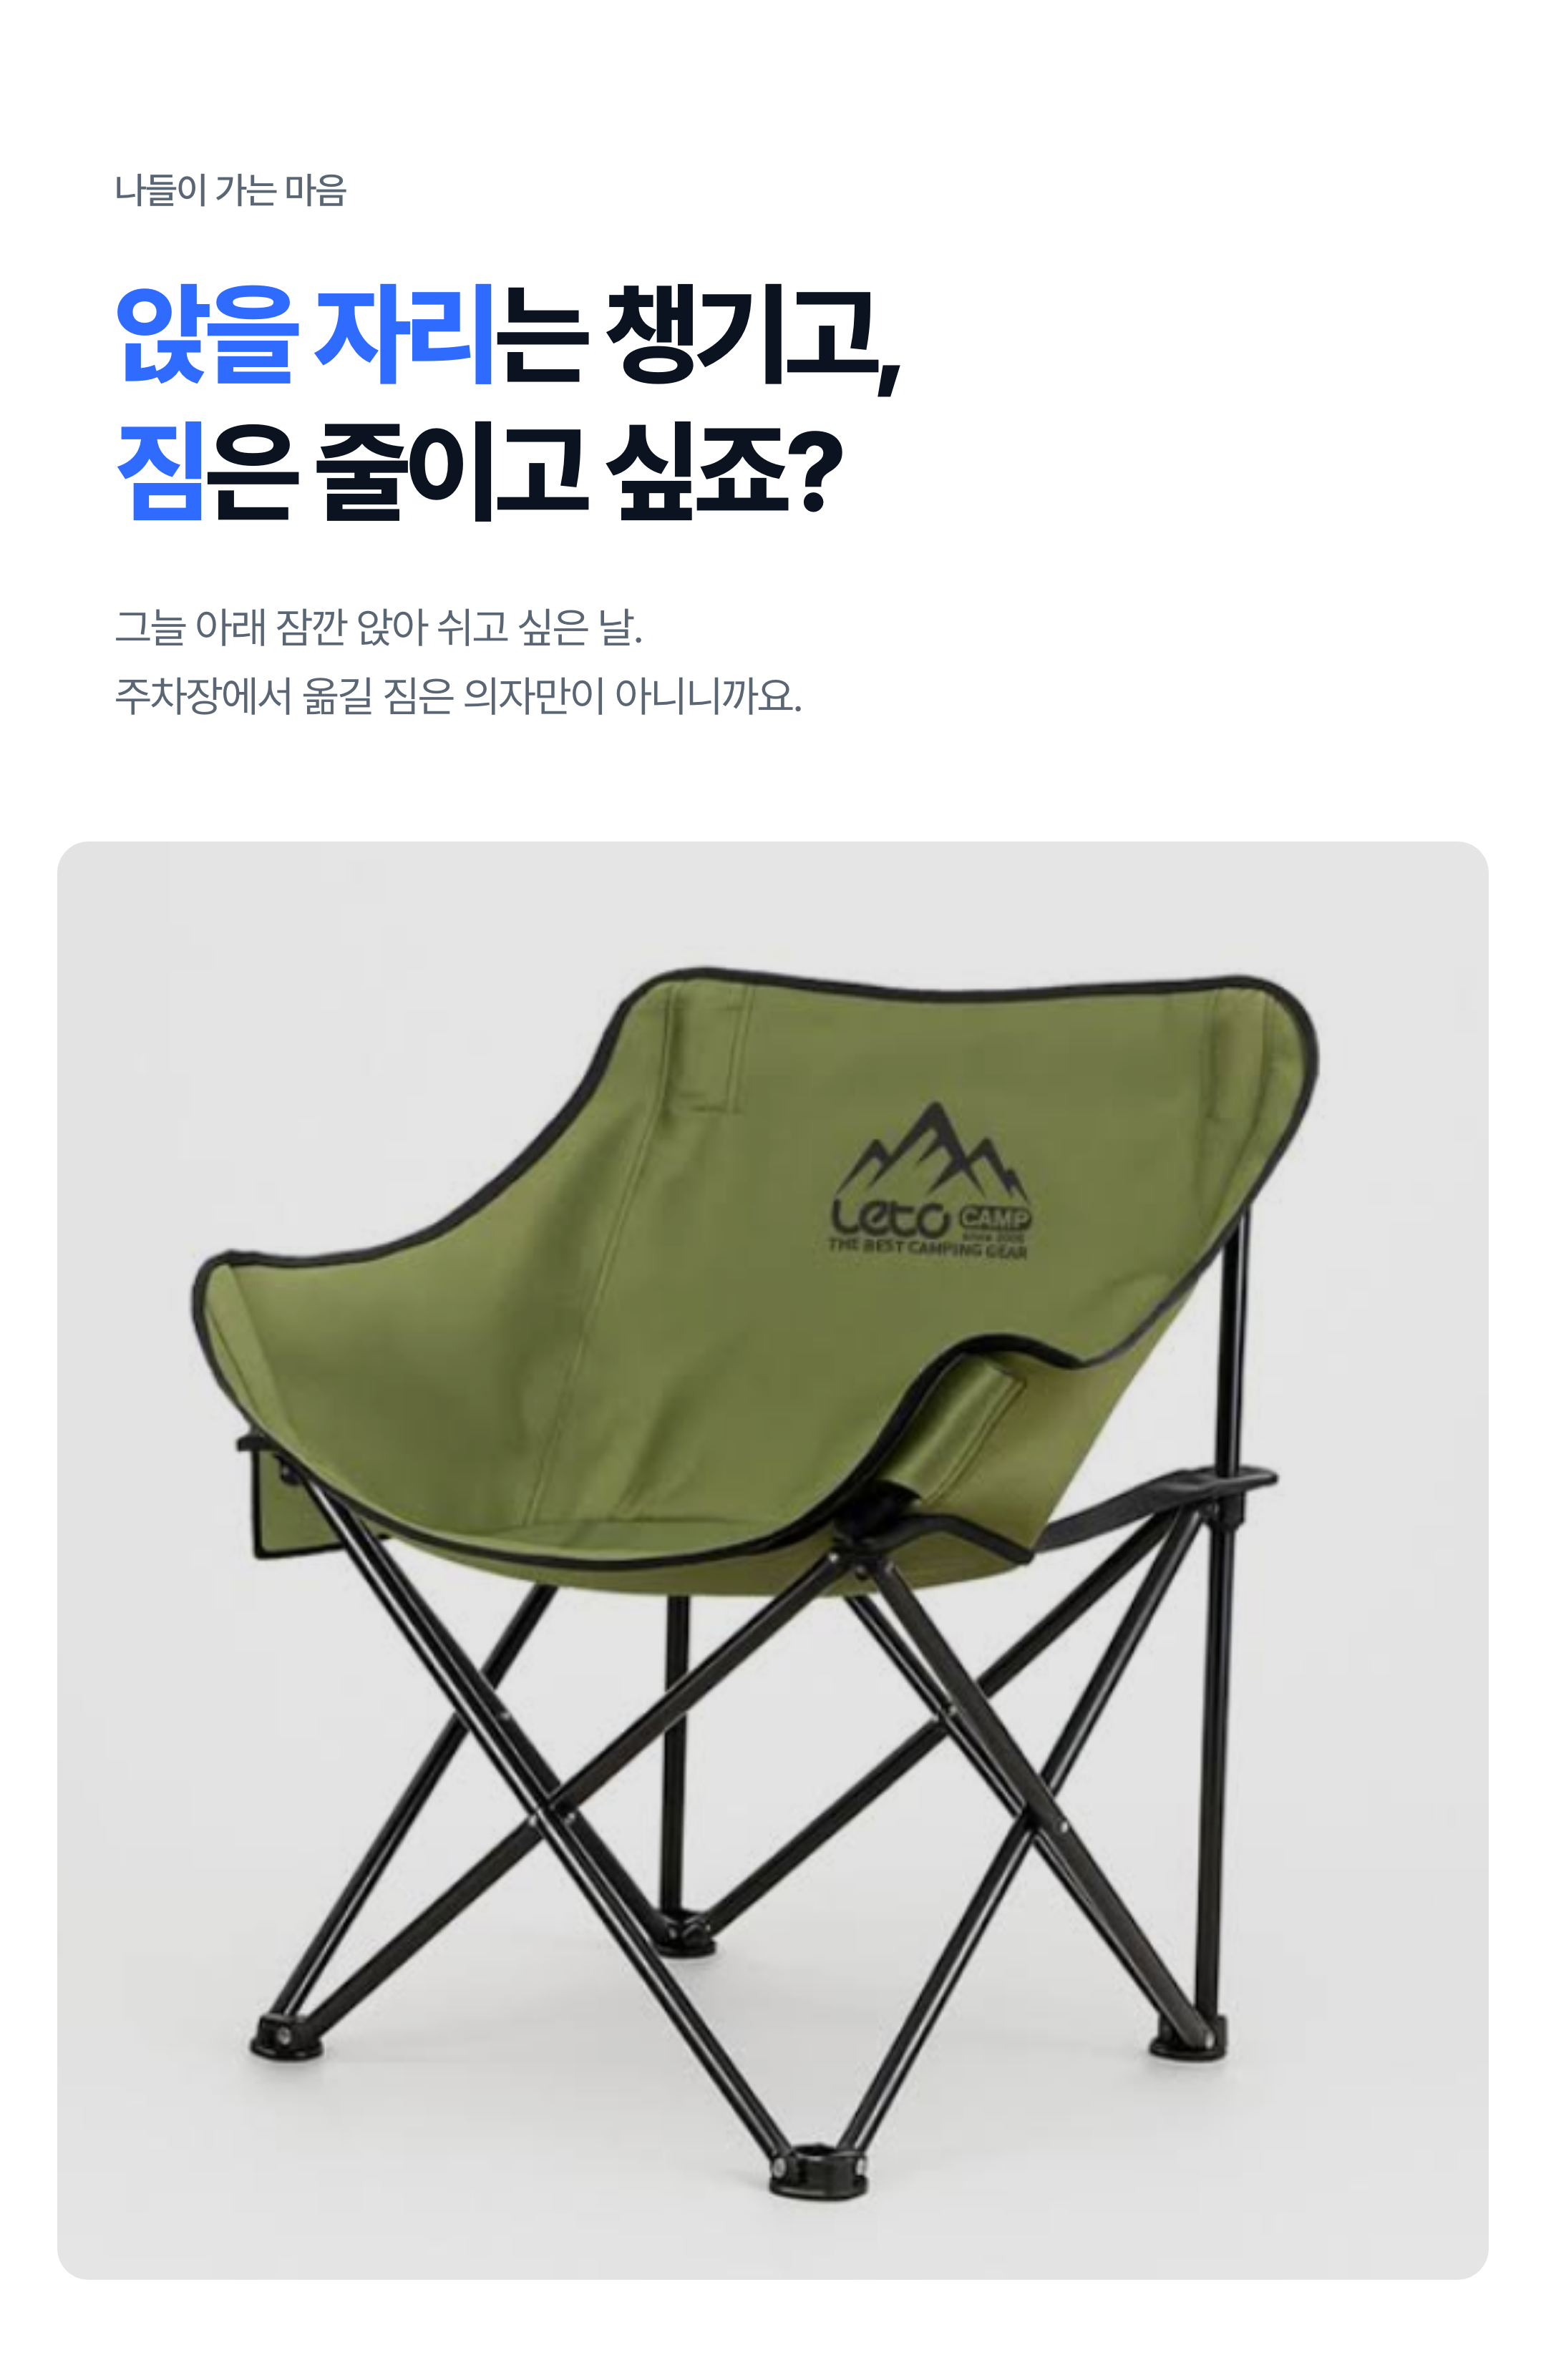 나들이 가는 마음
앉을 자리는 챙기고,
짐은 줄이고 싶죠?
그늘 아래 잠깐 앉아 쉬고 싶은 날.
주차장에서 옮길 짐은 의자만이 아니니까요.
Leto CAMP
THE BEST CAMPING GEAR